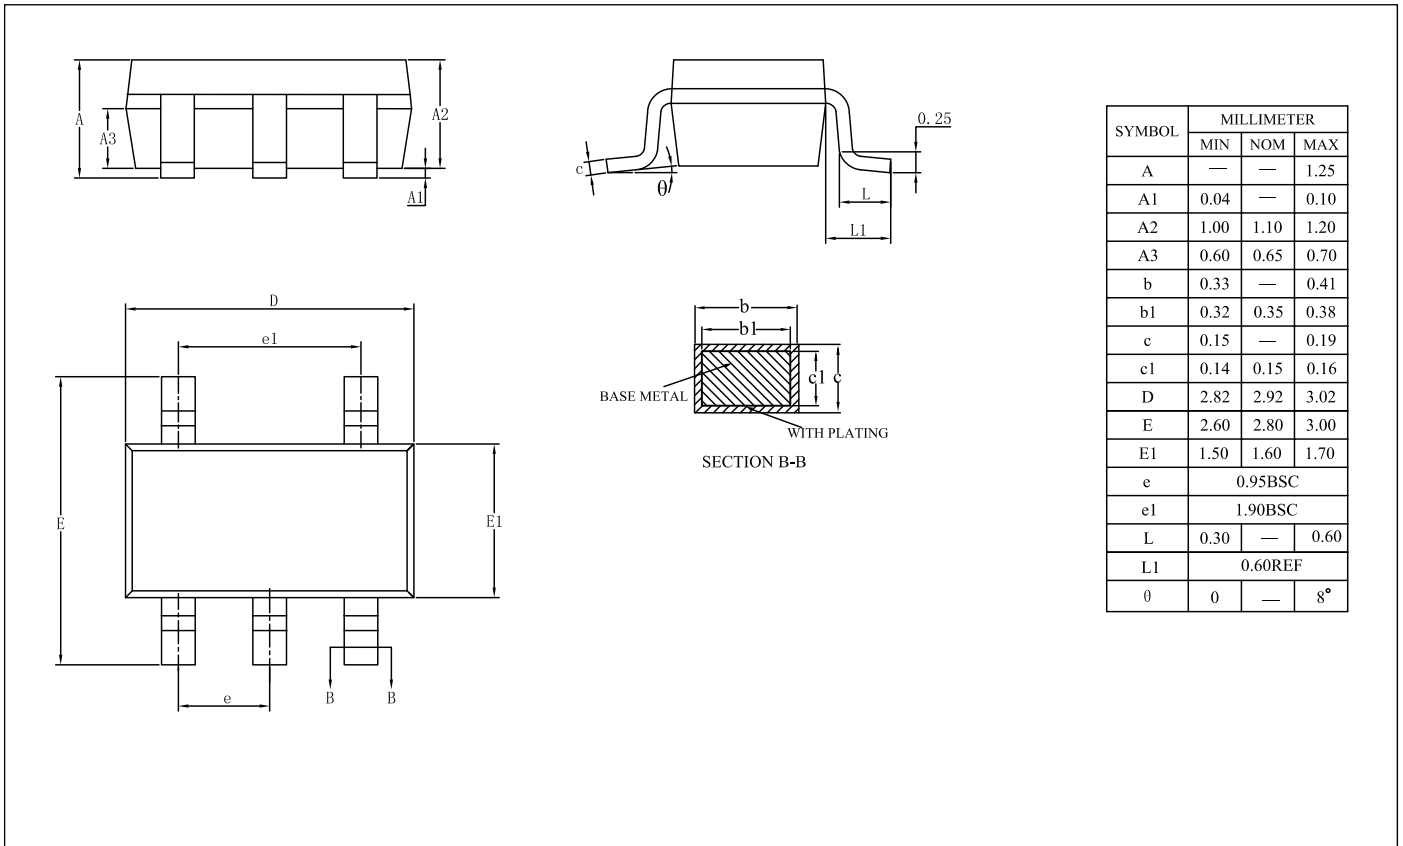 A
A3
A2
A1
c
θ
0.25
L
L1
D
e1
E
E1
e
B
B
b
b1
c1
c
BASE METAL
WITH PLATING
SECTION B-B
SYMBOL MILLIMETER
MIN NOM MAX
A — — 1.25
A1 0.04 — 0.10
A2 1.00 1.10 1.20
A3 0.60 0.65 0.70
b 0.33 — 0.41
b1 0.32 0.35 0.38
c 0.15 — 0.19
c1 0.14 0.15 0.16
D 2.82 2.92 3.02
E 2.60 2.80 3.00
E1 1.50 1.60 1.70
e 0.95BSC
e1 1.90BSC
L 0.30 — 0.60
L1 0.60REF
θ 0 — 8°